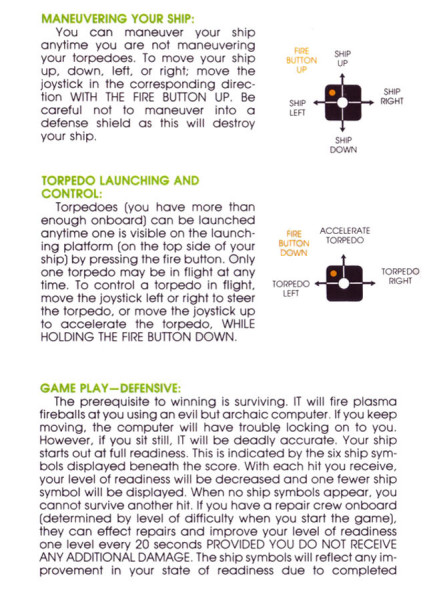 MANEUVERING YOUR SHIP:
You can maneuver your ship
anytime you are not maneuvering
your torpedoes. To move your ship
up, down, left, or right; move the
joystick in the corresponding direc-
tion WITH THE FIRE BUTTON UP. Be
careful not to maneuver into a
defense shield as this will destroy
your ship.
FIRE
BUTTON
UP
SHIP
UP
SHIP
LEFT
SHIP
RIGHT
SHIP
DOWN
TORPEDO LAUNCHING AND
CONTROL:
Torpedoes (you have more than
enough onboard) can be launched
anytime one is visible on the launch-
ing platform (on the top side of your
ship) by pressing the fire button. Only
one torpedo may be in flight at any
time. To control a torpedo in flight,
move the joystick left or right to steer
the torpedo, or move the joystick up
to accelerate the torpedo, WHILE
HOLDING THE FIRE BUTTON DOWN.
FIRE
BUTTON
DOWN
ACCELERATE
TORPEDO
TORPEDO
LEFT
TORPEDO
RIGHT
GAME PLAY—DEFENSIVE:
The prerequisite to winning is surviving. IT will fire plasma
fireballs at you using an evil but archaic computer. If you keep
moving, the computer will have trouble locking on to you.
However, if you sit still, IT will be deadly accurate. Your ship
starts out at full readiness. This is indicated by the six ship sym-
bols displayed beneath the score. With each hit you receive,
your level of readiness will be decreased and one fewer ship
symbol will be displayed. When no ship symbols appear, you
cannot survive another hit. If you have a repair crew onboard
(determined by level of difficulty when you start the game),
they can effect repairs and improve your level of readiness
one level every 20 seconds PROVIDED YOU DO NOT RECEIVE
ANY ADDITIONAL DAMAGE. The ship symbols will reflect any im-
provement in your state of readiness due to completed